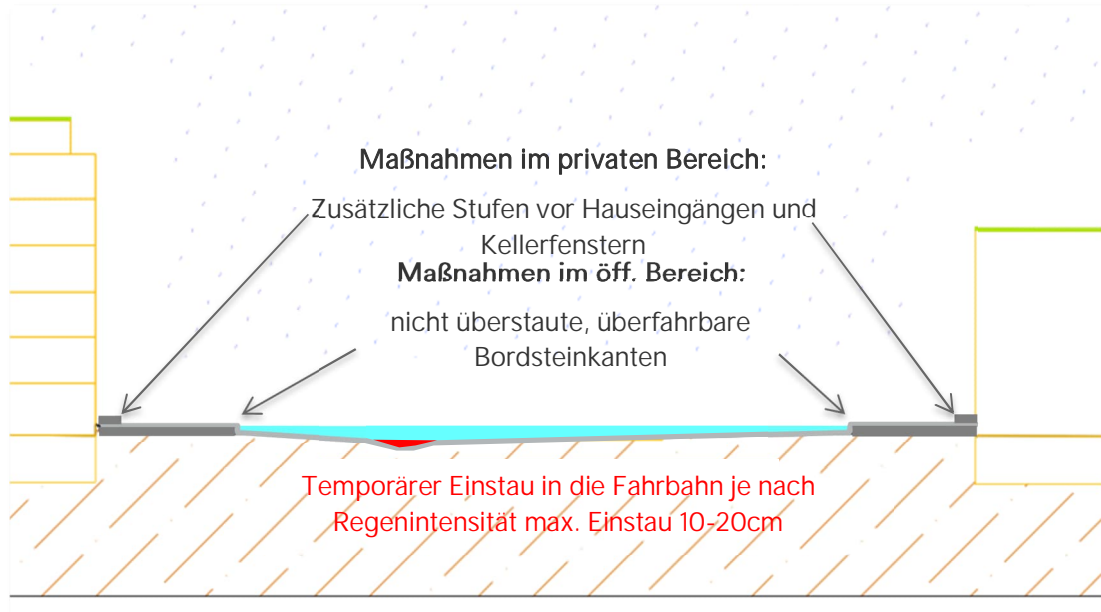 Maßnahmen im privaten Bereich:
Zusätzliche Stufen vor Hauseingängen und
Kellerfenstern
Maßnahmen im öff. Bereich:
nicht überstaute, überfahrbare
Bordsteinkanten
Temporärer Einstau in die Fahrbahn je nach
Regenintensität max. Einstau 10-20cm